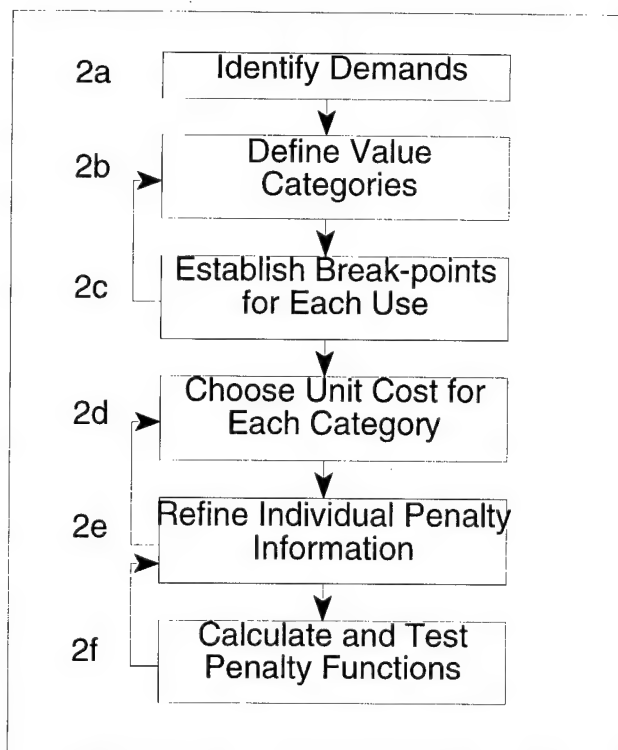 2a
Identify Demands
2b
Define Value
Categories
2c
Establish Break-points
for Each Use
2d
Choose Unit Cost for
Each Category
2e
Refine Individual Penalty
Information
2f
Calculate and Test
Penalty Functions